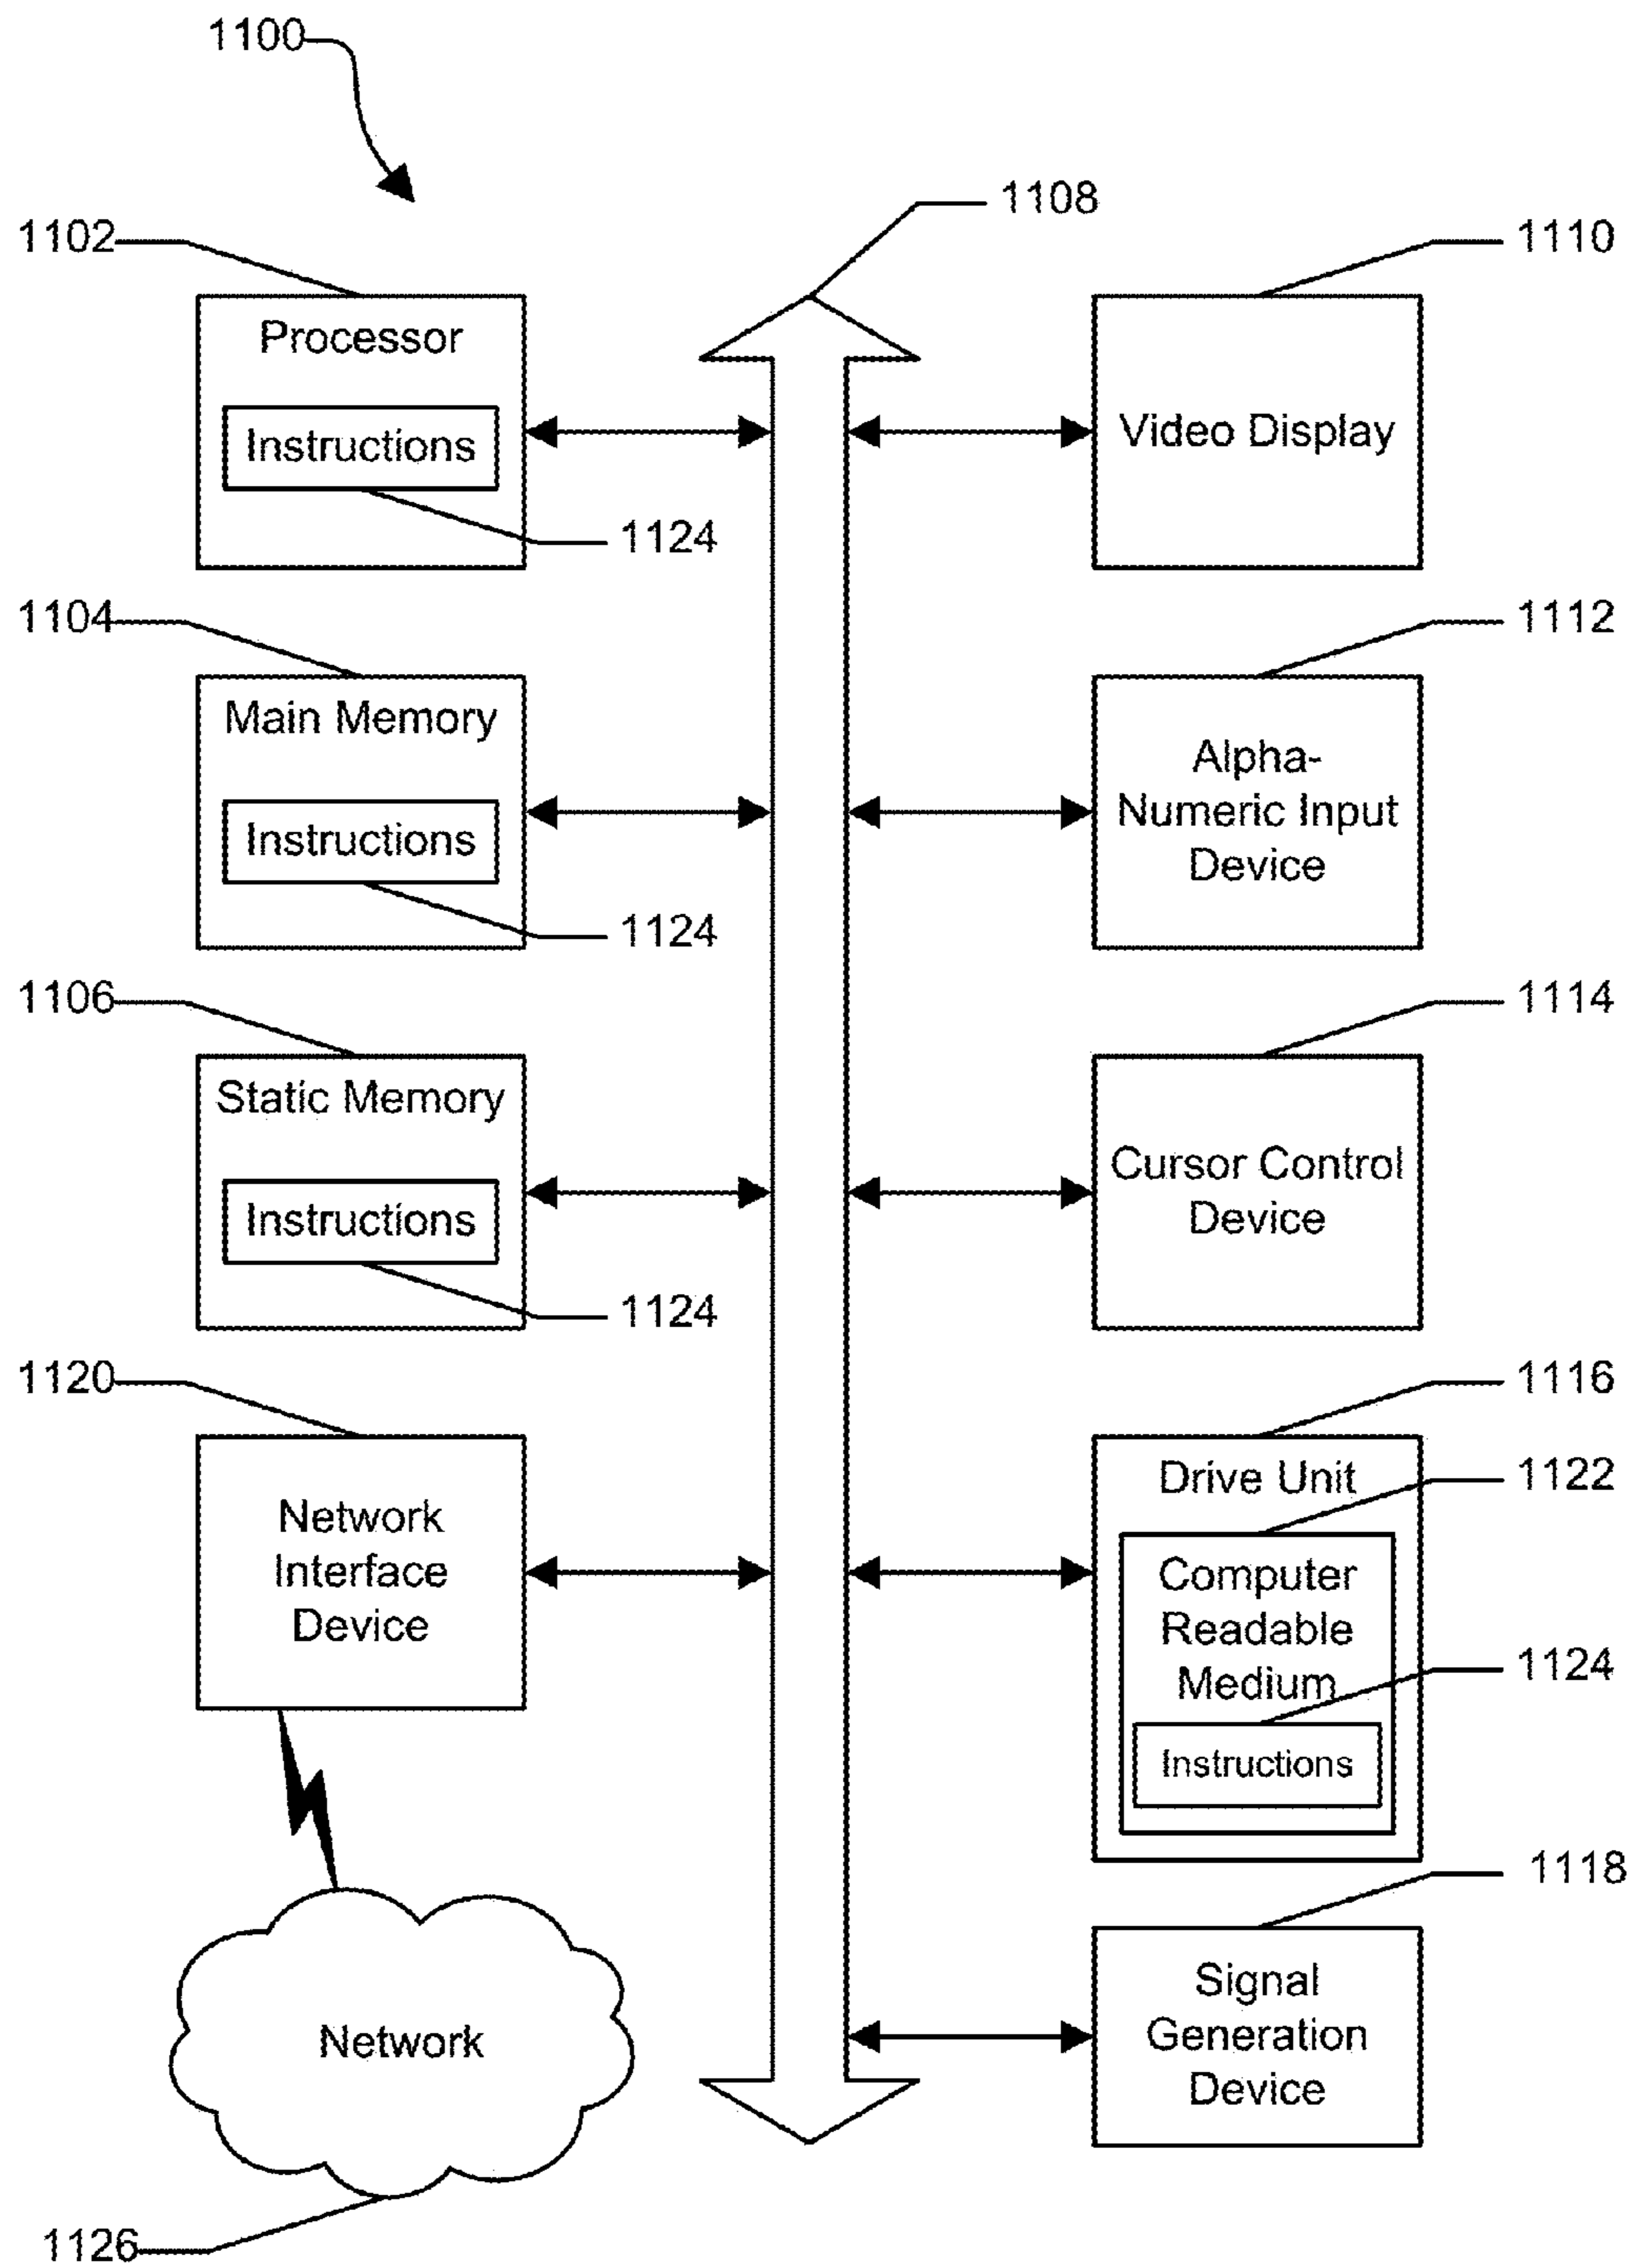 1100
1108
1102
1110
Processor
Instructions
1124
Video Display
1104
1112
Main Memory
Instructions
1124
Alpha-
Numeric Input
Device
1106
1114
Static Memory
Instructions
1124
Cursor Control
Device
1120
1116
Network
Interface
Device
Drive Unit
1122
Computer
Readable
Medium
1124
Instructions
1118
Network
Signal
Generation
Device
1126